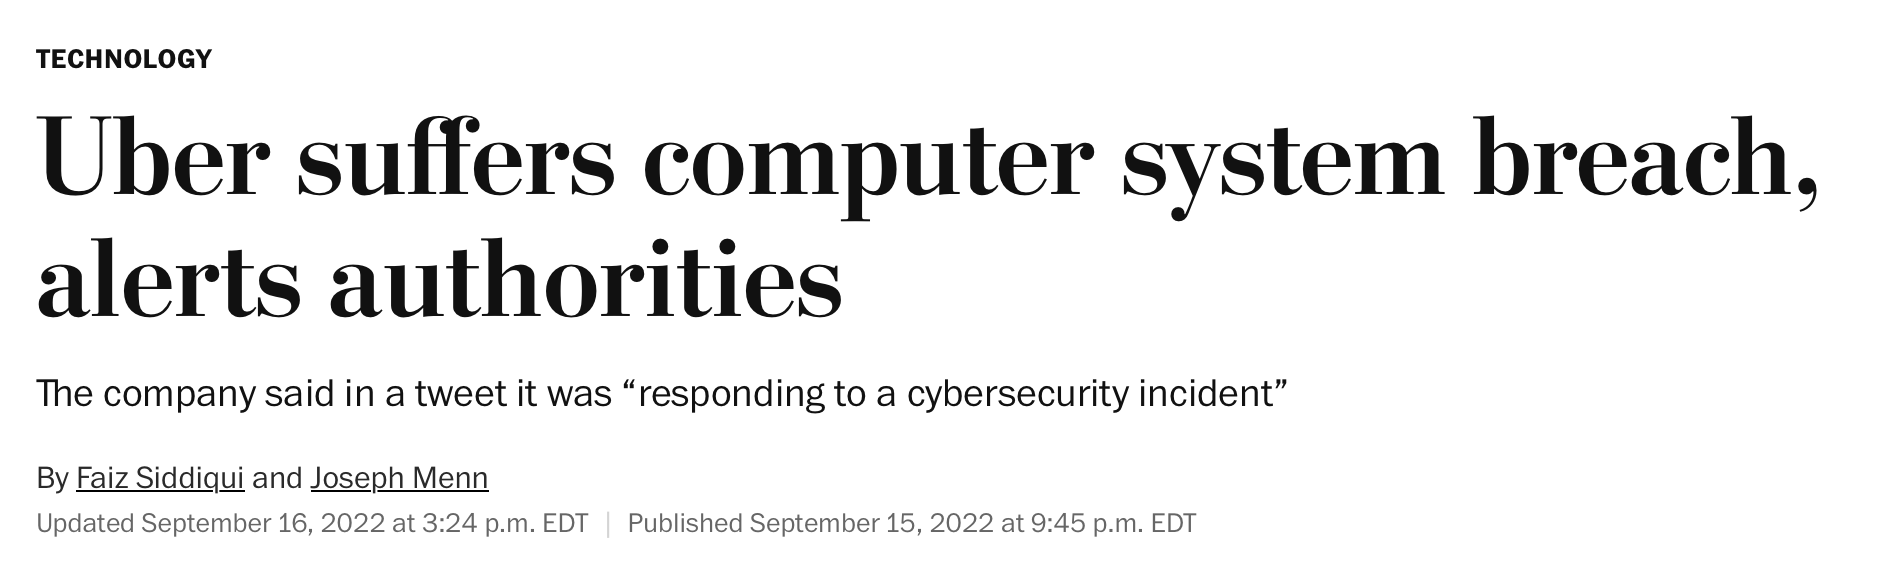 TECHNOLOGY
Uber suffers computer system breach,
alerts authorities
The company said in a tweet it was “responding to a cybersecurity incident”
By Faiz Siddiqui and Joseph Menn
Updated September 16, 2022 at 3:24 p.m. EDT | Published September 15, 2022 at 9:45 p.m. EDT